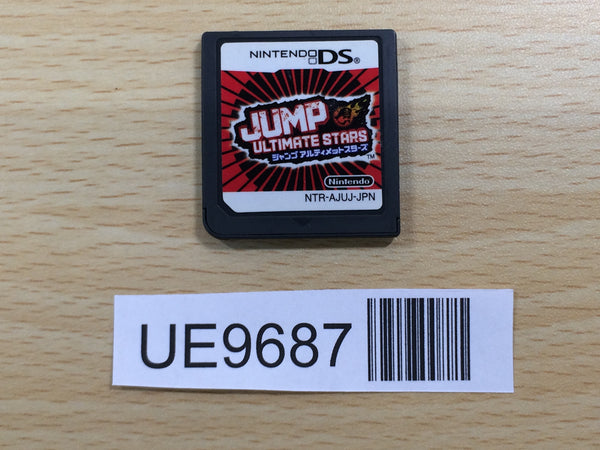 NINTENDO DS®
JUMP
ULTIMATE STARS
ジャンプ アルティメットスターズ
TM
Nintendo
NTR-AJUJ-JPN
UE9687